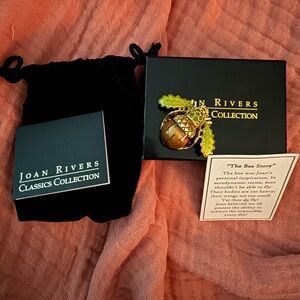 JOAN RIVERS
COLLECTION
JOAN RIVERS
CLASSICS COLLECTION
"The Bee Story"
The bee was Joan's
personal inspiration. In
aerodynamic terms, bees
shouldn't be able to fly.
Their bodies are too heavy;
their wings are too small.
Yet they do fly!
Joan believed we all
possess the ability to
achieve the impossible,
every day!